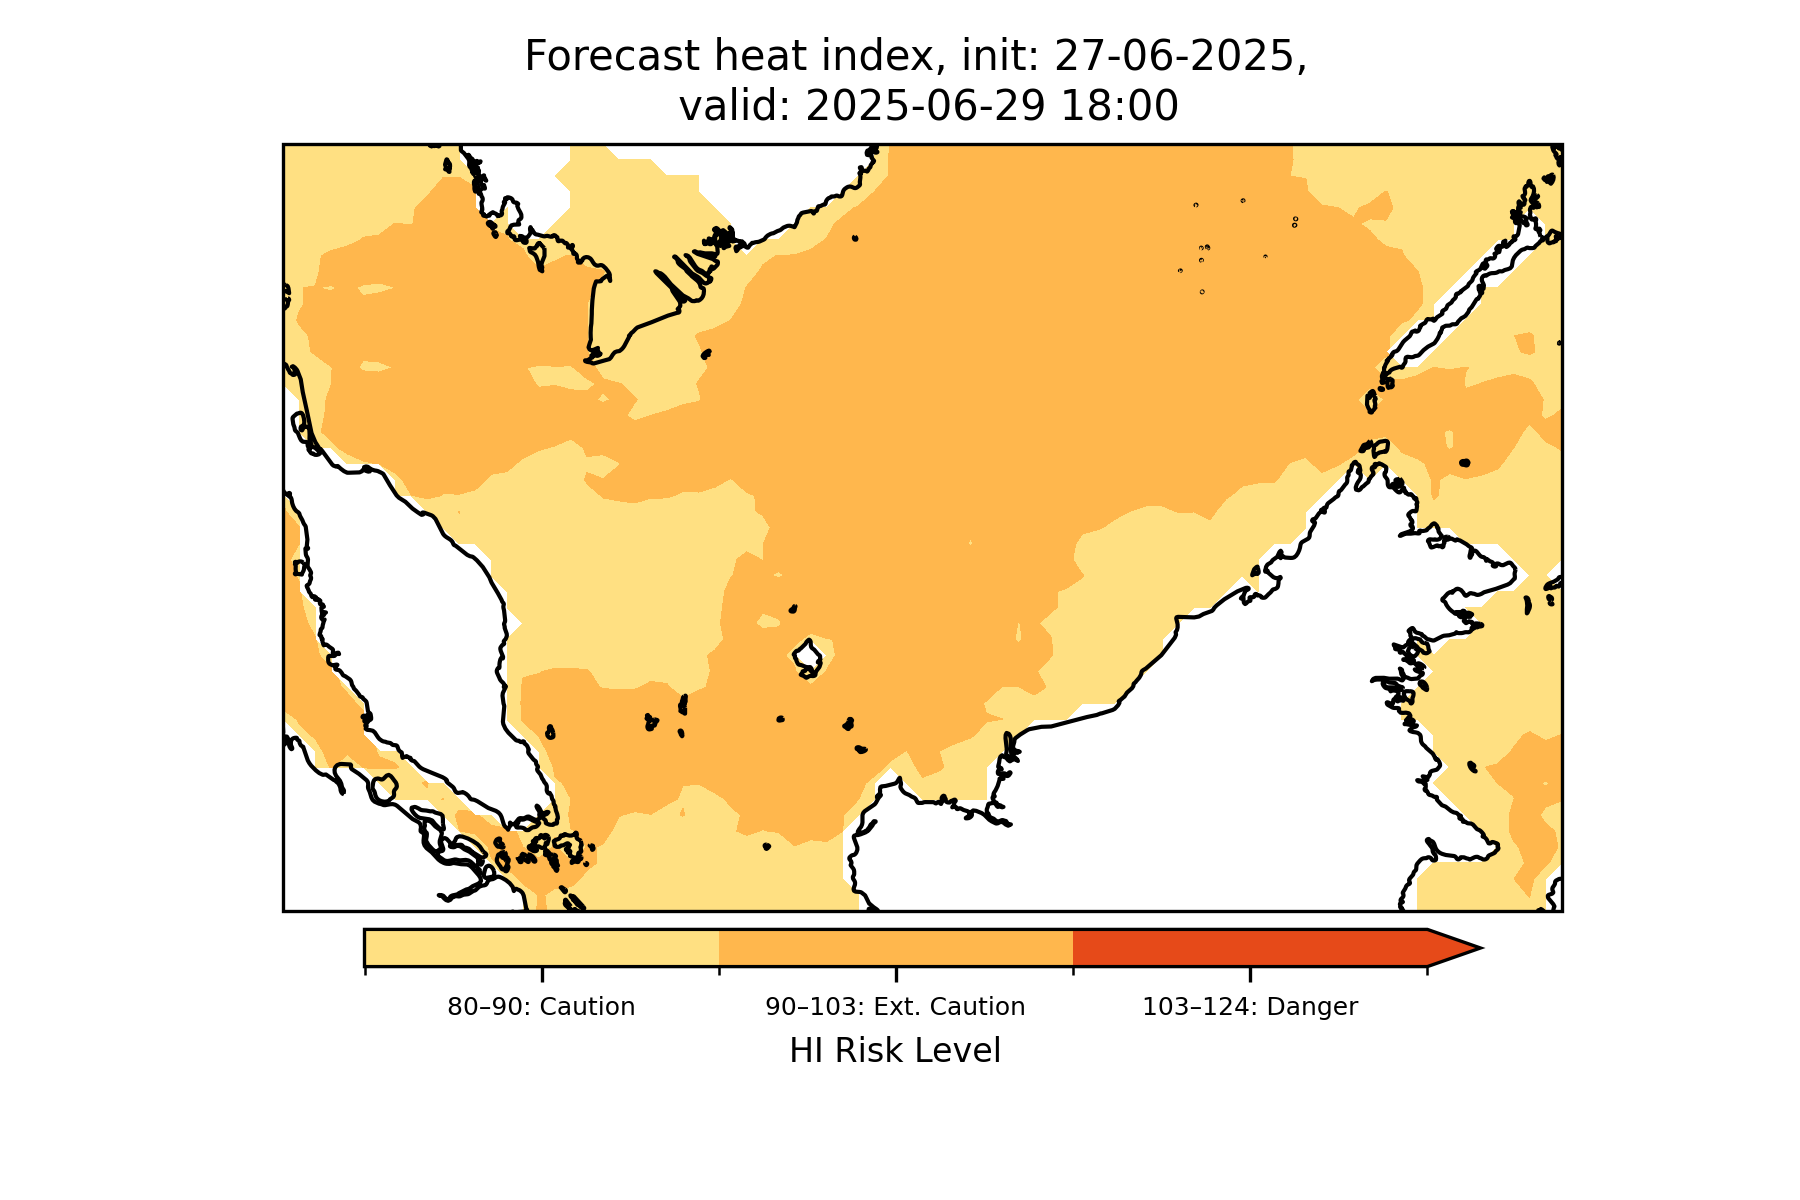 Forecast heat index, init: 27-06-2025,
valid: 2025-06-29 18:00
80–90: Caution
90–103: Ext. Caution
103–124: Danger
HI Risk Level